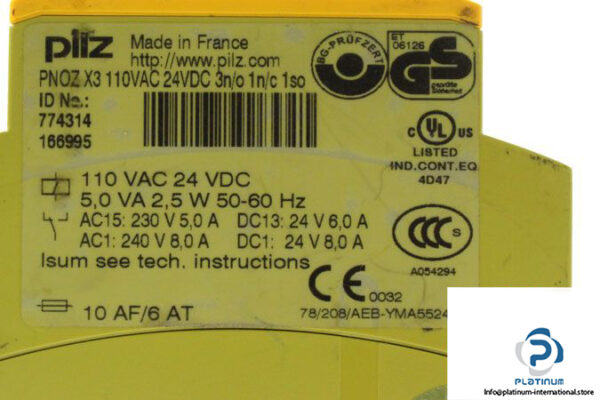 pilz
Made in France
http://www.pilz.com
PNOZ X3 110VAC 24VDC 3n/o 1n/c 1so
ID No.:
774314
166995
BG-PRÜFZERT
ET
06126
GS
geprüfte
Sicherheit
C UL US
LISTED
IND.CONT.EQ
4D47
110 VAC 24 VDC
5,0 VA 2,5 W 50-60 Hz
AC15: 230 V 5,0 A DC13: 24 V 6,0 A
AC1: 240 V 8,0 A DC1: 24 V 8,0 A
Isum see tech. instructions
CCC S
A054294
CE 0032
10 AF/6 AT
78/208/AEB-YMA5524
PLATINUM
Info@platinum-international.store